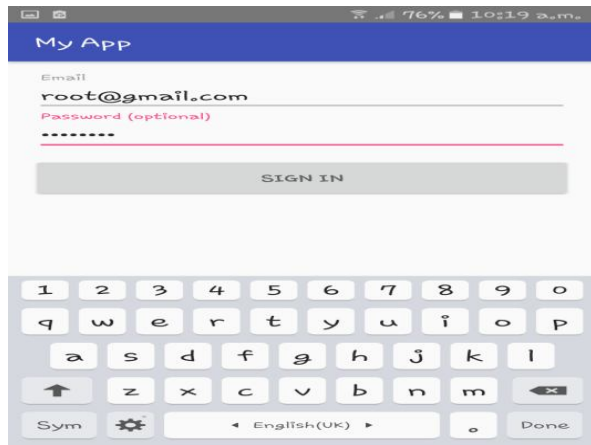 76% 10:19 a.m.
My App
Email
root@gmail.com
Password (optional)
••••••••
SIGN IN
1 2 3 4 5 6 7 8 9 0
q w e r t y u i o p
a s d f g h j k l
z x c v b n m
Sym ◂ English(UK) ▸ . Done